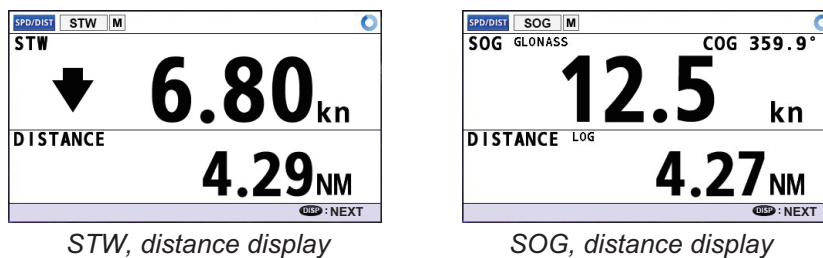 SPD/DIST STW M
STW
6.80kn
DISTANCE
4.29NM
DISP : NEXT
STW, distance display
SPD/DIST SOG M
SOG GLONASS COG 359.9°
12.5 kn
DISTANCE LOG
4.27NM
DISP : NEXT
SOG, distance display